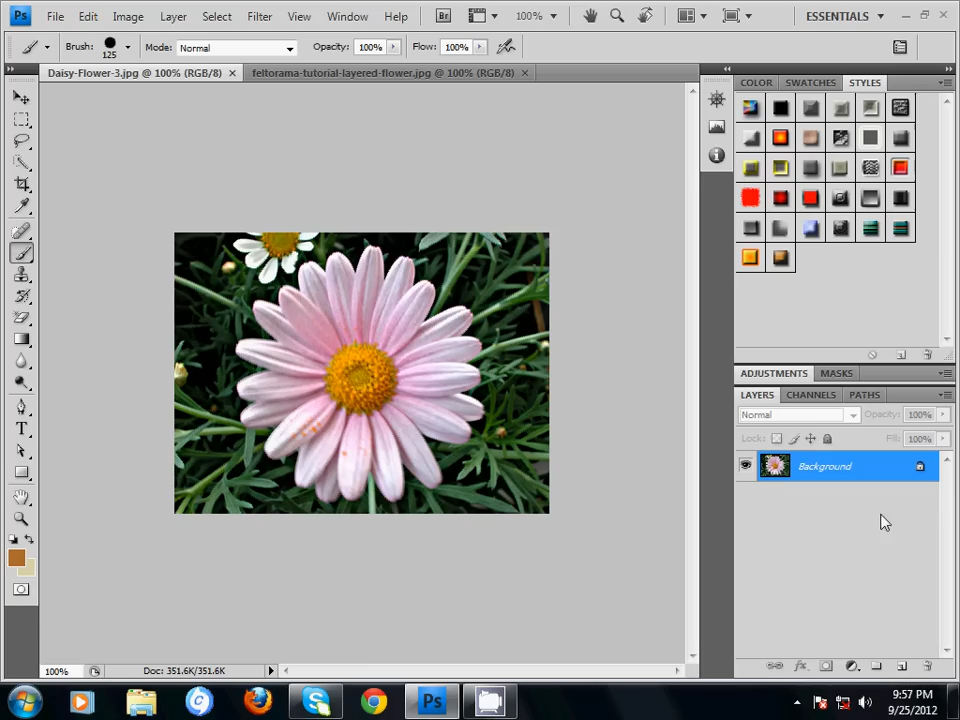 Ps File Edit Image Layer Select Filter View Window Help Br 100% ESSENTIALS
Brush: 125 Mode: Normal Opacity: 100% Flow: 100%
Daisy-Flower-3.jpg @ 100% (RGB/8) feltorama-tutorial-layered-flower.jpg @ 100% (RGB/8)
COLOR SWATCHES STYLES
ADJUSTMENTS MASKS
LAYERS CHANNELS PATHS
Normal Opacity: 100%
Lock: Fill: 100%
Background
T
100% Doc: 351.6K/351.6K
fx
Ps
9:57 PM
9/25/2012